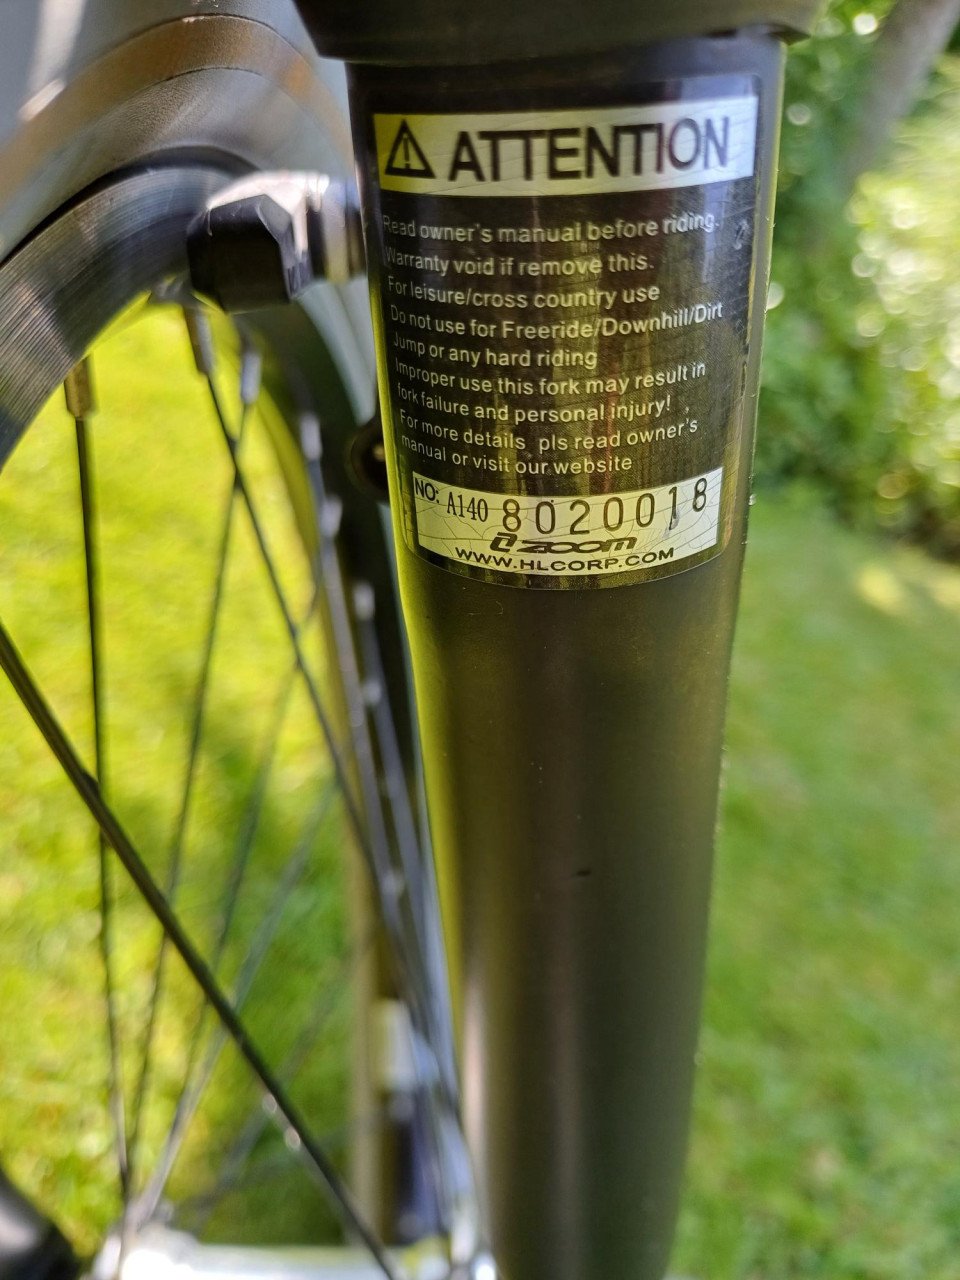 ATTENTION
Read owner's manual before riding.
Warranty void if remove this.
For leisure/cross country use
Do not use for Freeride/Downhill/Dirt
Jump or any hard riding
Improper use this fork may result in
fork failure and personal injury!
For more details pls read owner's
manual or visit our website
NO: A140 8020018
ZOOM
WWW.HLCORP.COM